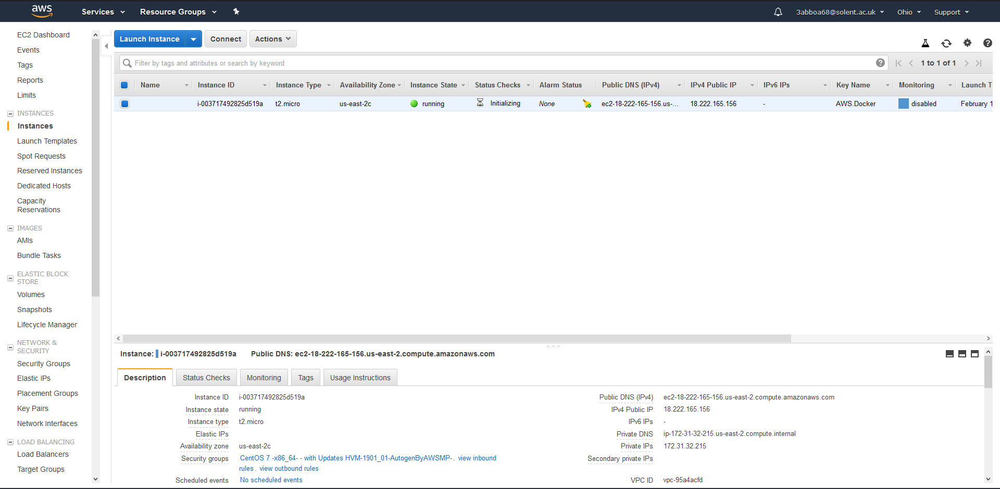 aws Services Resource Groups 3abboa68@solent.ac.uk Ohio Support
EC2 Dashboard
Events
Tags
Reports
Limits
INSTANCES
Instances
Launch Templates
Spot Requests
Reserved Instances
Dedicated Hosts
Capacity
Reservations
IMAGES
AMIs
Bundle Tasks
ELASTIC BLOCK
STORE
Volumes
Snapshots
Lifecycle Manager
NETWORK &
SECURITY
Security Groups
Elastic IPs
Placement Groups
Key Pairs
Network Interfaces
LOAD BALANCING
Load Balancers
Target Groups
Launch Instance Connect Actions
Filter by tags and attributes or search by keyword 1 to 1 of 1
Name Instance ID Instance Type Availability Zone Instance State Status Checks Alarm Status Public DNS (IPv4) IPv4 Public IP IPv6 IPs Key Name Monitoring Launch T
i-003717492825d519a t2.micro us-east-2c running Initializing None ec2-18-222-165-156.us-... 18.222.165.156 - AWS.Docker disabled February 1
Instance: i-003717492825d519a Public DNS: ec2-18-222-165-156.us-east-2.compute.amazonaws.com
Description Status Checks Monitoring Tags Usage Instructions
Instance ID i-003717492825d519a Public DNS (IPv4) ec2-18-222-165-156.us-east-2.compute.amazonaws.com
Instance state running IPv4 Public IP 18.222.165.156
Instance type t2.micro IPv6 IPs -
Elastic IPs Private DNS ip-172-31-32-215.us-east-2.compute.internal
Availability zone us-east-2c Private IPs 172.31.32.215
Security groups CentOS 7 -x86_64- - with Updates HVM-1901_01-AutogenByAWSMP-. view inbound Secondary private IPs
rules. view outbound rules
Scheduled events No scheduled events VPC ID vpc-95a4acfd